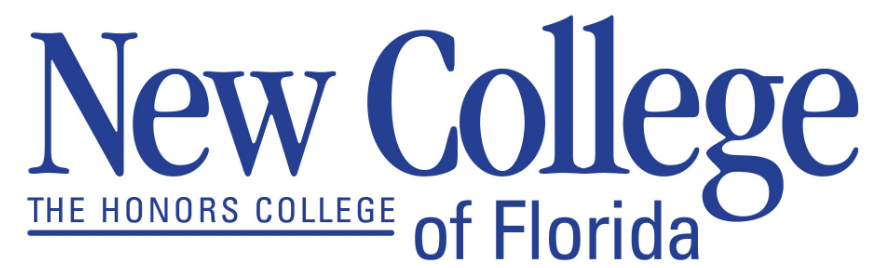 New College
THE HONORS COLLEGE
of Florida